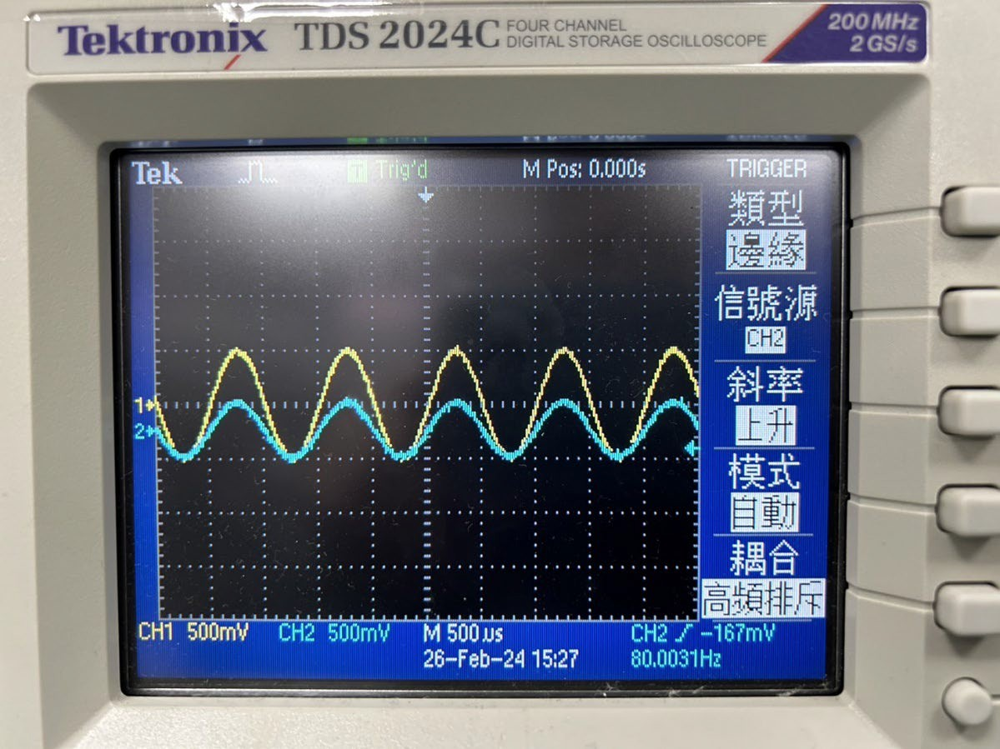 Tektronix TDS 2024C FOUR CHANNEL DIGITAL STORAGE OSCILLOSCOPE
200 MHz
2 GS/s
Tek Trig'd M Pos: 0.000s TRIGGER
類型
邊緣
信號源
CH2
斜率
上升
模式
自動
耦合
高頻排斥
1
2
CH1 500mV CH2 500mV M 500µs CH2 -167mV
26-Feb-24 15:27 80.0031Hz